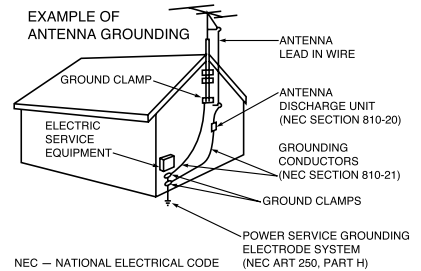 EXAMPLE OF
ANTENNA GROUNDING
ANTENNA
LEAD IN WIRE
GROUND CLAMP
ANTENNA
DISCHARGE UNIT
(NEC SECTION 810-20)
ELECTRIC
SERVICE
EQUIPMENT
GROUNDING
CONDUCTORS
(NEC SECTION 810-21)
GROUND CLAMPS
POWER SERVICE GROUNDING
ELECTRODE SYSTEM
(NEC ART 250, PART H)
NEC — NATIONAL ELECTRICAL CODE